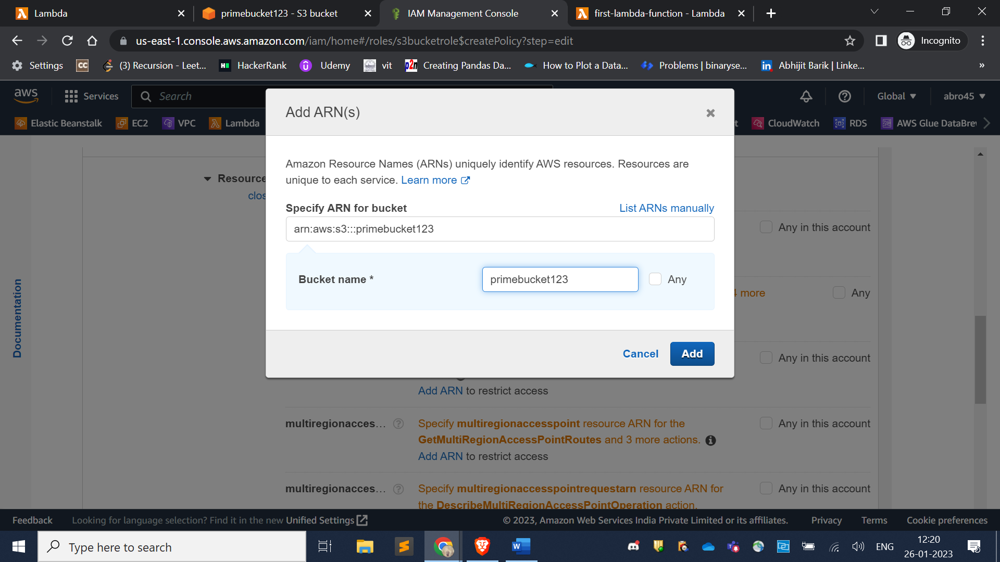 Lambda
primebucket123 - S3 bucket
IAM Management Console
first-lambda-function - Lambda
us-east-1.console.aws.amazon.com/iam/home#/roles/s3bucketrole$createPolicy?step=edit
Incognito
Settings
CC
(3) Recursion - Leet...
HackerRank
Udemy
vit
p2n
Creating Pandas Da...
How to Plot a Data...
Problems | binaryse...
Abhijit Barik | Linke...
»
aws
Services
Search
Global
abro45
Elastic Beanstalk
EC2
VPC
Lambda
CloudWatch
RDS
AWS Glue DataBrew
Add ARN(s)
Amazon Resource Names (ARNs) uniquely identify AWS resources. Resources are
unique to each service. Learn more
Specify ARN for bucket
List ARNs manually
arn:aws:s3:::primebucket123
Bucket name *
primebucket123
Any
Cancel
Add
Resource
clos
Any in this account
4 more
Any
Any in this account
Add ARN to restrict access
multiregionacces...
Specify multiregionaccesspoint resource ARN for the
GetMultiRegionAccessPointRoutes and 3 more actions.
Add ARN to restrict access
Any in this account
multiregionacces...
Specify multiregionaccesspointrequestarn resource ARN for
the DescribeMultiRegionAccessPointOperation action.
Any in this account
Documentation
Feedback
Looking for language selection? Find it in the new Unified Settings
© 2023, Amazon Web Services India Private Limited or its affiliates.
Privacy
Terms
Cookie preferences
Type here to search
ENG
12:20
26-01-2023